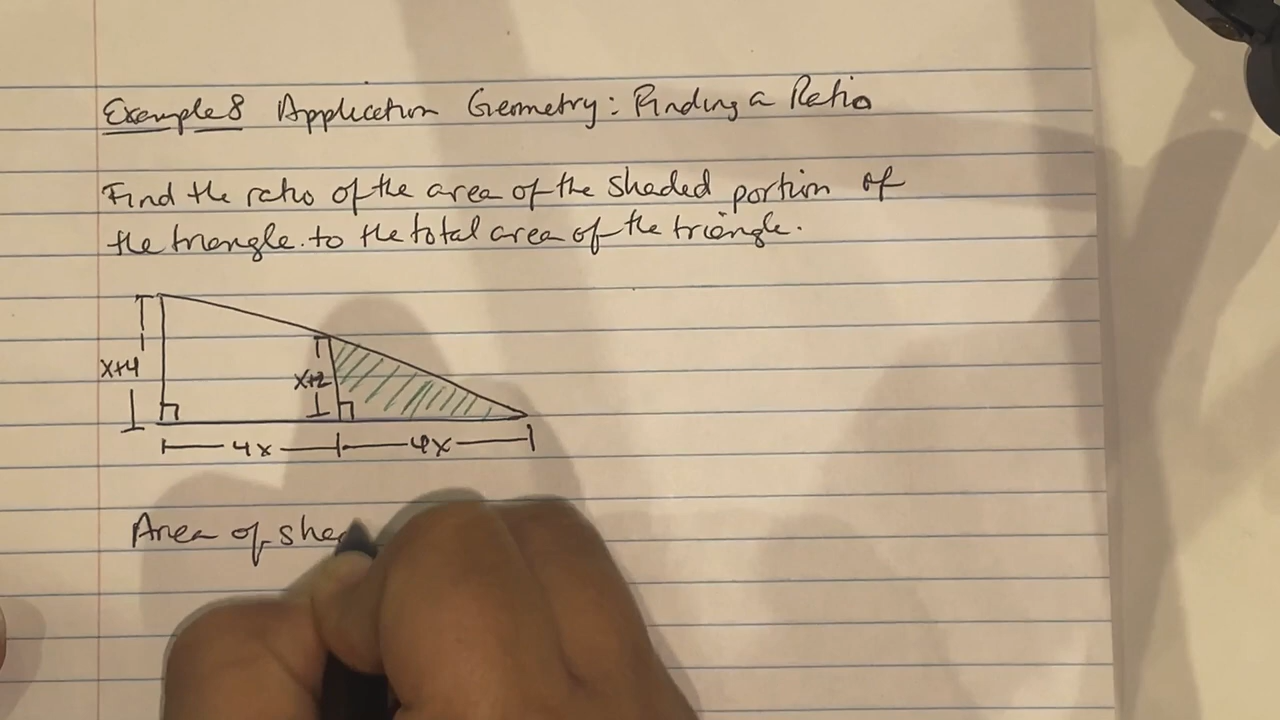 Example 8 Application Geometry: Finding a Ratio
Find the ratio of the area of the shaded portion of
the triangle. to the total area of the triangle.
x+4
x+2
4x
4x
Area of sha